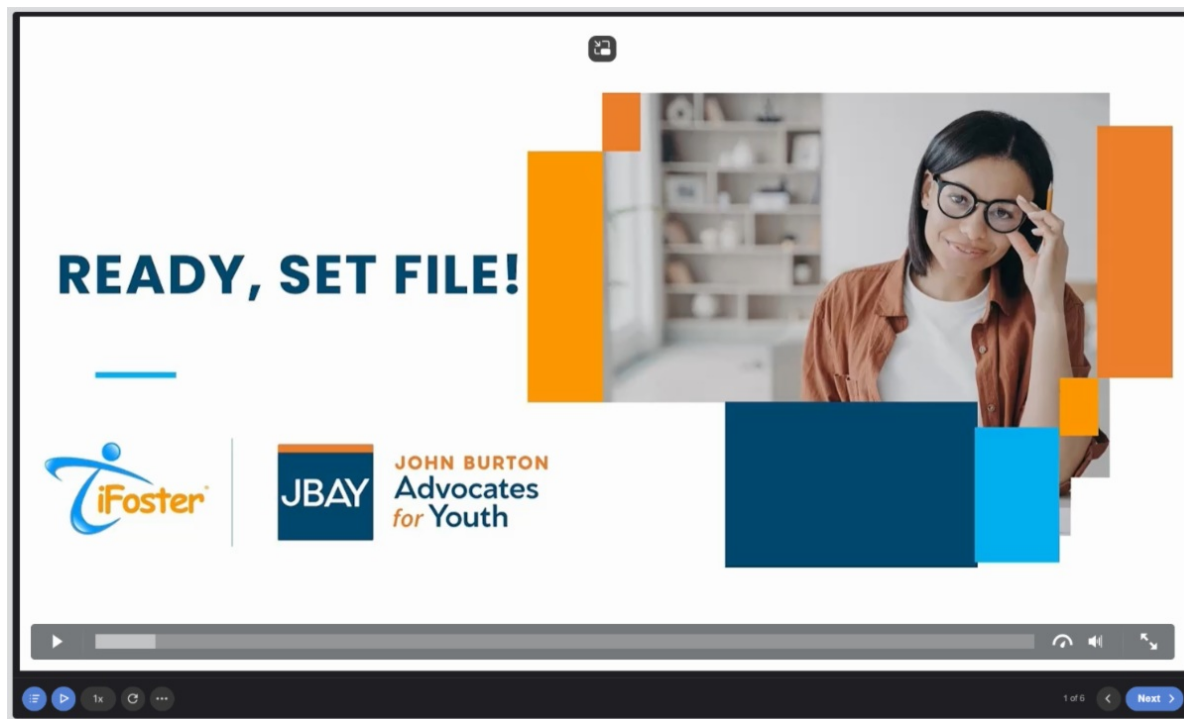 READY, SET FILE!
iFoster
JBAY
JOHN BURTON
Advocates
for Youth
1x
1 of 6
Next